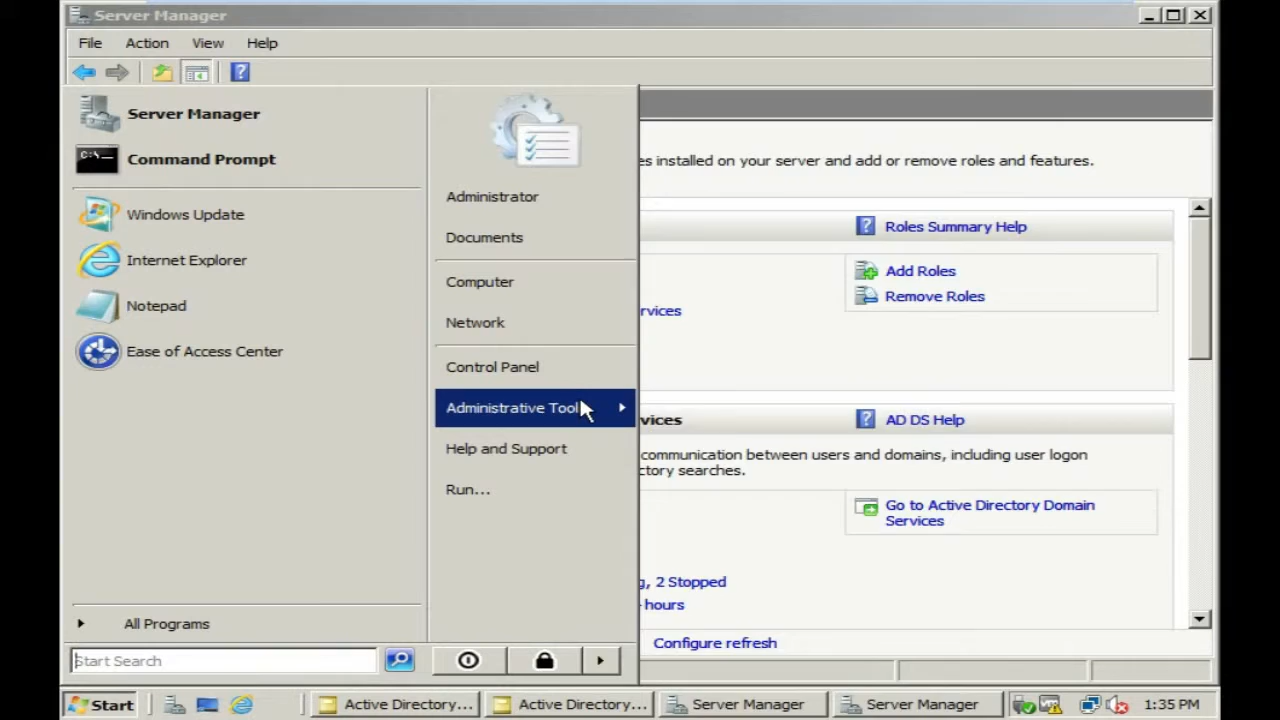 Server Manager
File Action View Help
Server Manager
Command Prompt
Windows Update
Internet Explorer
Notepad
Ease of Access Center
All Programs
Start Search
Administrator
Documents
Computer
Network
Control Panel
Administrative Tool
Help and Support
Run...
es installed on your server and add or remove roles and features.
Roles Summary Help
Add Roles
Remove Roles
rvices
vices
AD DS Help
communication between users and domains, including user logon
ctory searches.
Go to Active Directory Domain
Services
g, 2 Stopped
hours
Configure refresh
Start
Active Directory...
Active Directory...
Server Manager
Server Manager
1:35 PM